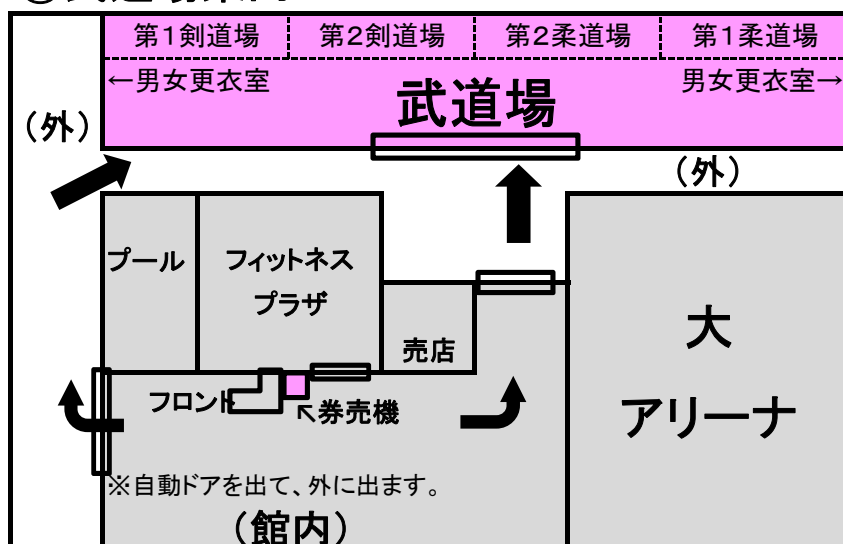 第1剣道場 第2剣道場 第2柔道場 第1柔道場
←男女更衣室 武道場 男女更衣室→
(外)
(外)
プール
フィットネス
プラザ
売店
大
アリーナ
フロント
↖券売機
※自動ドアを出て、外に出ます。
(館内)